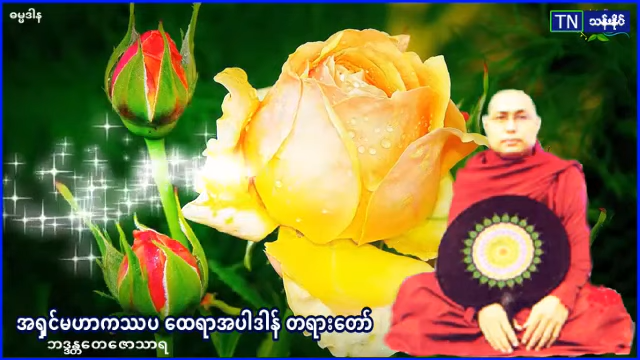 ဓမ္မဒါန
TN သန်းနိုင်
အရှင်မဟာကဿပ ထေရာအပါဒါန် တရားတော်
ဘဒ္ဒန္တတေဇောသာရ